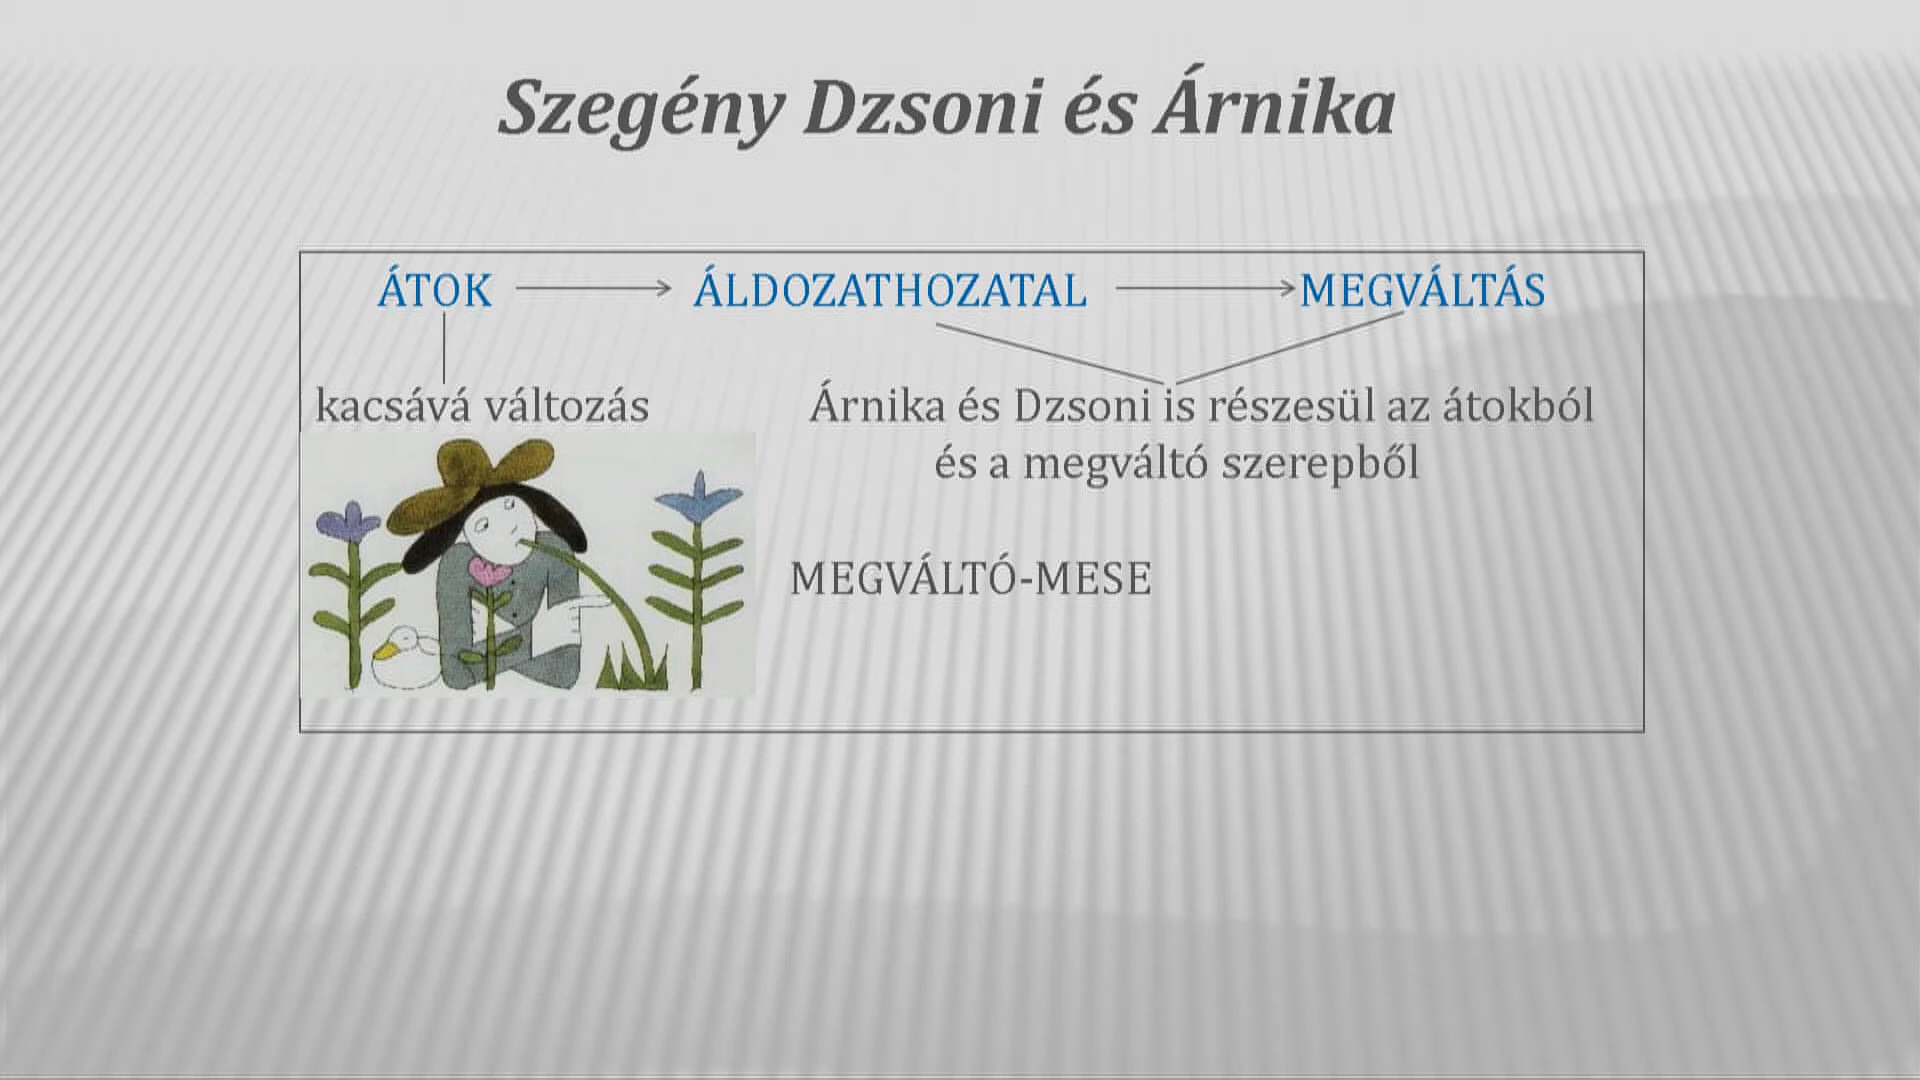 Szegény Dzsoni és Árnika
ÁTOK ÁLDOZATHOZATAL MEGVÁLTÁS
kacsává változás
Árnika és Dzsoni is részesül az átokból
és a megváltó szerepből
MEGVÁLTÓ-MESE